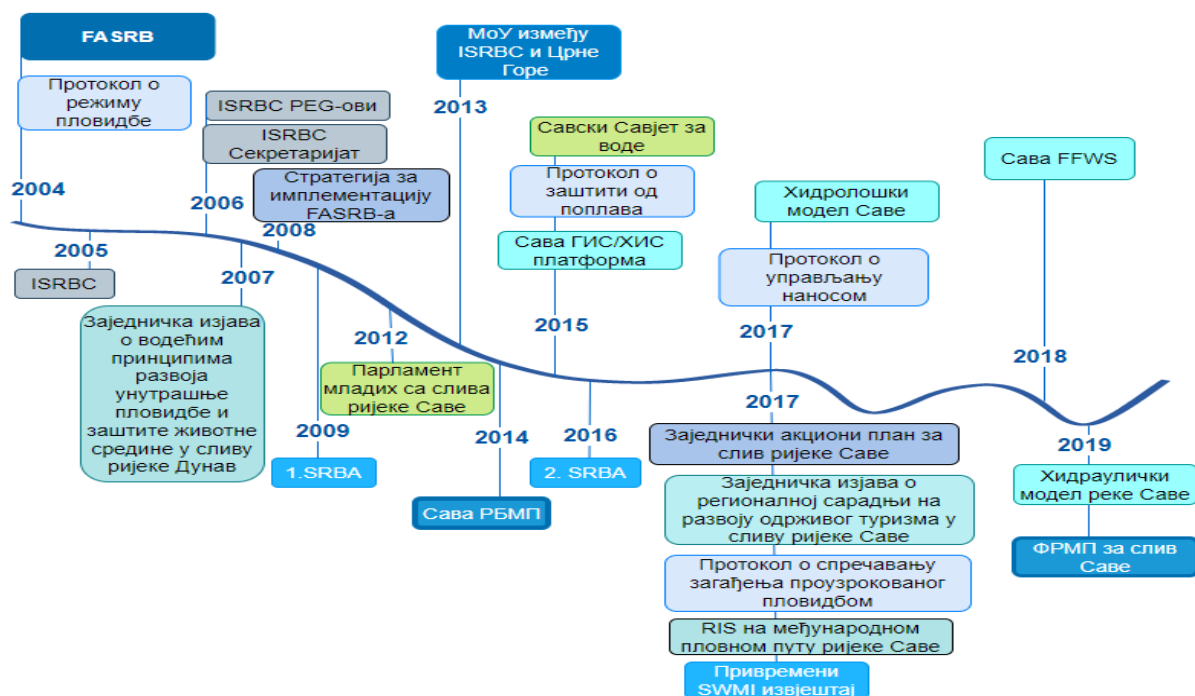 FASRB
Протокол о
режиму
пловидбе
2004
2005
ISRBC
ISRBC PEG-ови
ISRBC
Секретаријат
2006
Стратегија за
имплементацију
FASRB-а
2008
2007
Заједничка изјава
о водећим
принципима
развоја
унутрашње
пловидбе и
заштите животне
средине у сливу
ријеке Дунав
2009
1.SRBA
2012
Парламент
младих са слива
ријеке Саве
МоУ између
ISRBC и Црне
Горе
2013
2014
Сава РБМП
Савски Савјет за
воде
Протокол о
заштити од
поплава
Сава ГИС/ХИС
платформа
2015
2016
2. SRBA
Хидролошки
модел Саве
Протокол о
управљању
наносом
2017
2017
Заједнички акциони план за
слив ријеке Саве
Заједничка изјава о
регионалној сарадњи на
развоју одрживог туризма у
сливу ријеке Саве
Протокол о спречавању
загађења проузрокованог
пловидбом
RIS на међународном
пловном путу ријеке Саве
Привремени
SWMI извјештај
Сава FFWS
2018
2019
Хидраулички
модел реке Саве
ФРМП за слив
Саве